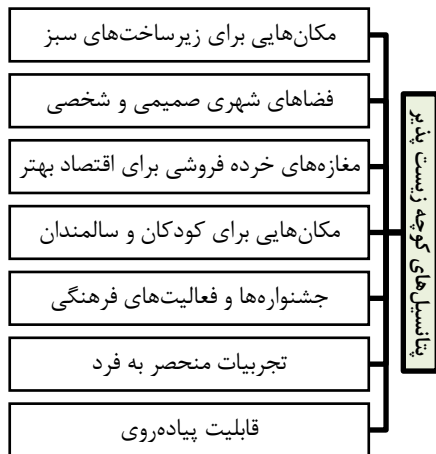 پتانسیل‌های کوچه زیست پذیر
مکان‌هایی برای زیرساخت‌های سبز
فضاهای شهری صمیمی و شخصی
مغازه‌های خرده فروشی برای اقتصاد بهتر
مکان‌هایی برای کودکان و سالمندان
جشنواره‌ها و فعالیت‌های فرهنگی
تجربیات منحصر به فرد
قابلیت پیاده‌روی